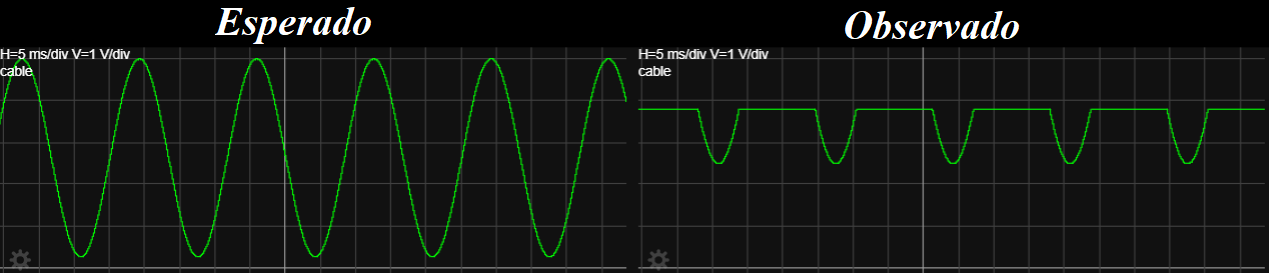 Esperado
H=5 ms/div V=1 V/div
cable
Observado
H=5 ms/div V=1 V/div
cable